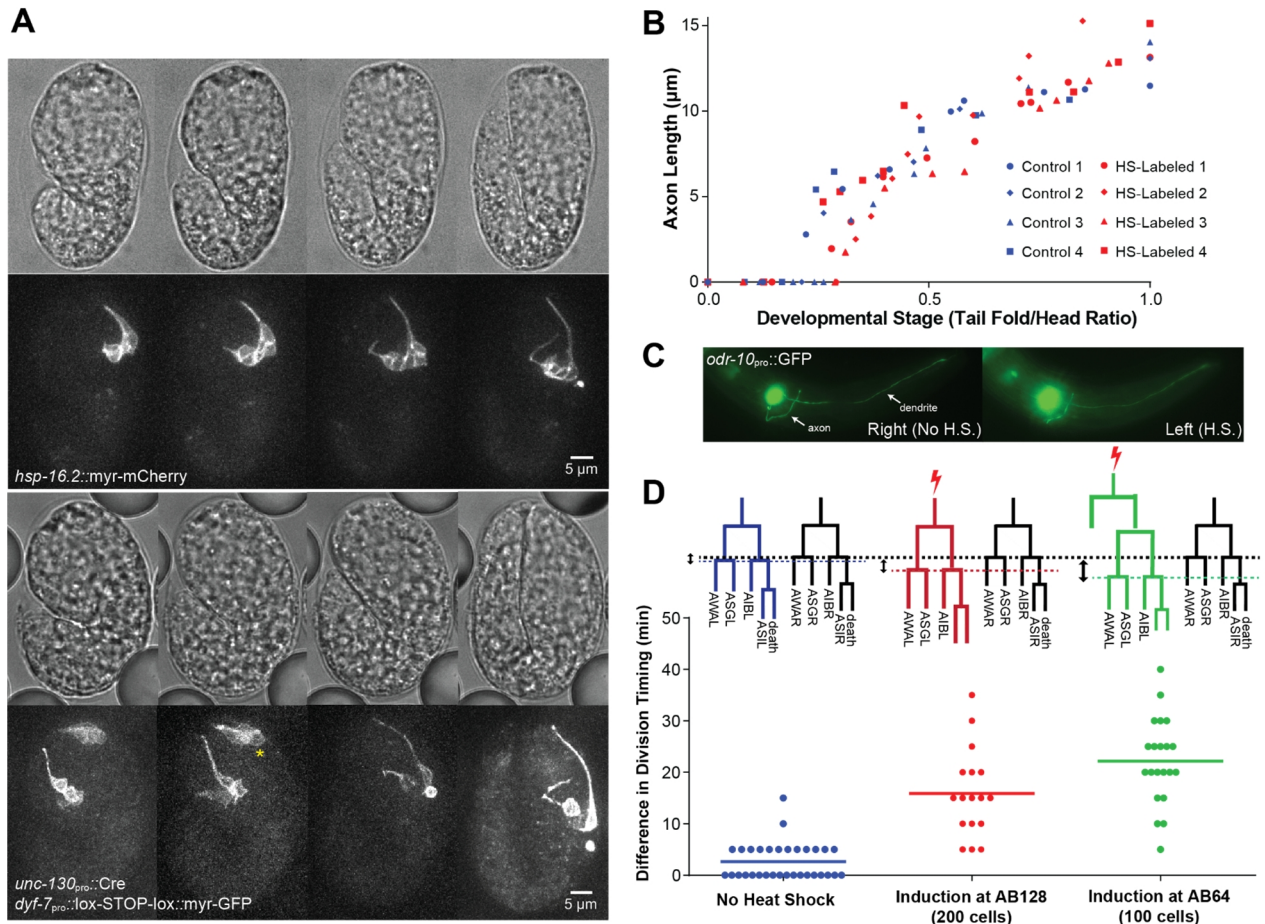 A
hsp-16.2::myr-mCherry
5 µm
unc-130pro::Cre
dyf-7pro::lox-STOP-lox::myr-GFP
*
5 µm
B
Axon Length (µm)
15
10
5
0
0.0
0.5
1.0
Developmental Stage (Tail Fold/Head Ratio)
Control 1
HS-Labeled 1
Control 2
HS-Labeled 2
Control 3
HS-Labeled 3
Control 4
HS-Labeled 4
C
odr-10pro::GFP
dendrite
axon
Right (No H.S.)
Left (H.S.)
D
AWAL
ASGL
AIBL
ASIL
death
AWAR
ASGR
AIBR
ASIR
death
AWAL
ASGL
AIBL
AWAR
ASGR
AIBR
ASIR
death
AWAL
ASGL
AIBL
AWAR
ASGR
AIBR
ASIR
death
Difference in Division Timing (min)
50
40
30
20
10
0
No Heat Shock
Induction at AB128
(200 cells)
Induction at AB64
(100 cells)